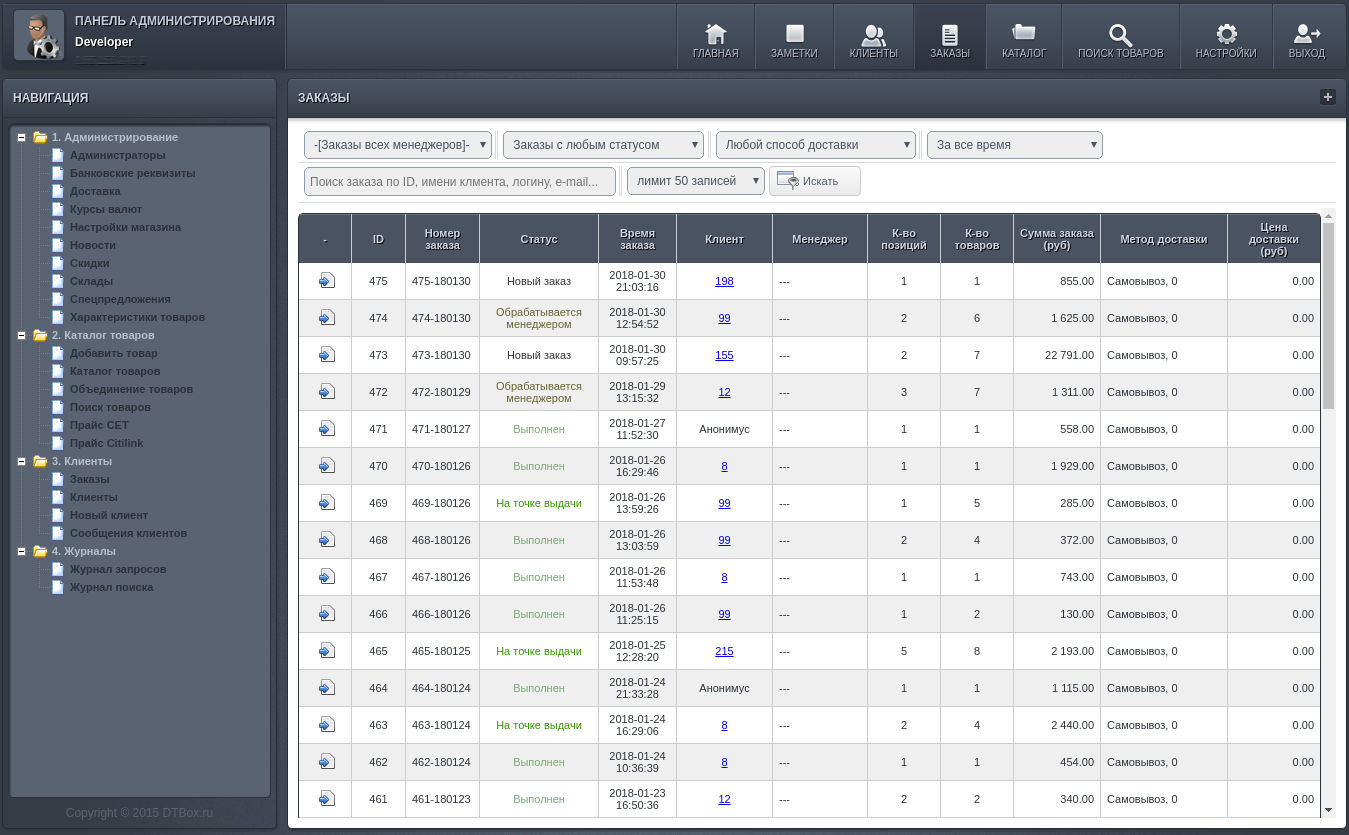 ПАНЕЛЬ АДМИНИСТРИРОВАНИЯ
Developer
ГЛАВНАЯ ЗАМЕТКИ КЛИЕНТЫ ЗАКАЗЫ КАТАЛОГ ПОИСК ТОВАРОВ НАСТРОЙКИ ВЫХОД
НАВИГАЦИЯ
1. Администрирование
Администраторы
Банковские реквизиты
Доставка
Курсы валют
Настройки магазина
Новости
Скидки
Склады
Спецпредложения
Характеристики товаров
2. Каталог товаров
Добавить товар
Каталог товаров
Объединение товаров
Поиск товаров
Прайс СЕТ
Прайс Citilink
3. Клиенты
Заказы
Клиенты
Новый клиент
Сообщения клиентов
4. Журналы
Журнал запросов
Журнал поиска
Copyright © 2015 DTBox.ru
ЗАКАЗЫ
-[Заказы всех менеджеров]- Заказы с любым статусом Любой способ доставки За все время
Поиск заказа по ID, имени клмента, логину, e-mail... лимит 50 записей Искать
- ID Номер заказа Статус Время заказа Клиент Менеджер К-во позиций К-во товаров Сумма заказа (руб) Метод доставки Цена доставки (руб)
475 475-180130 Новый заказ 2018-01-30 21:03:16 198 --- 1 1 855.00 Самовывоз, 0 0.00
474 474-180130 Обрабатывается менеджером 2018-01-30 12:54:52 99 --- 2 6 1 625.00 Самовывоз, 0 0.00
473 473-180130 Новый заказ 2018-01-30 09:57:25 155 --- 2 7 22 791.00 Самовывоз, 0 0.00
472 472-180129 Обрабатывается менеджером 2018-01-29 13:15:32 12 --- 3 7 1 311.00 Самовывоз, 0 0.00
471 471-180127 Выполнен 2018-01-27 11:52:30 Анонимус --- 1 1 558.00 Самовывоз, 0 0.00
470 470-180126 Выполнен 2018-01-26 16:29:46 8 --- 1 1 1 929.00 Самовывоз, 0 0.00
469 469-180126 На точке выдачи 2018-01-26 13:59:26 99 --- 1 5 285.00 Самовывоз, 0 0.00
468 468-180126 Выполнен 2018-01-26 13:03:59 99 --- 2 4 372.00 Самовывоз, 0 0.00
467 467-180126 Выполнен 2018-01-26 11:53:48 8 --- 1 1 743.00 Самовывоз, 0 0.00
466 466-180126 Выполнен 2018-01-26 11:25:15 99 --- 1 2 130.00 Самовывоз, 0 0.00
465 465-180125 На точке выдачи 2018-01-25 12:28:20 215 --- 5 8 2 193.00 Самовывоз, 0 0.00
464 464-180124 Выполнен 2018-01-24 21:33:28 Анонимус --- 1 1 1 115.00 Самовывоз, 0 0.00
463 463-180124 На точке выдачи 2018-01-24 16:29:06 8 --- 2 4 2 440.00 Самовывоз, 0 0.00
462 462-180124 Выполнен 2018-01-24 10:36:39 8 --- 1 1 454.00 Самовывоз, 0 0.00
461 461-180123 Выполнен 2018-01-23 16:50:36 12 --- 2 2 340.00 Самовывоз, 0 0.00